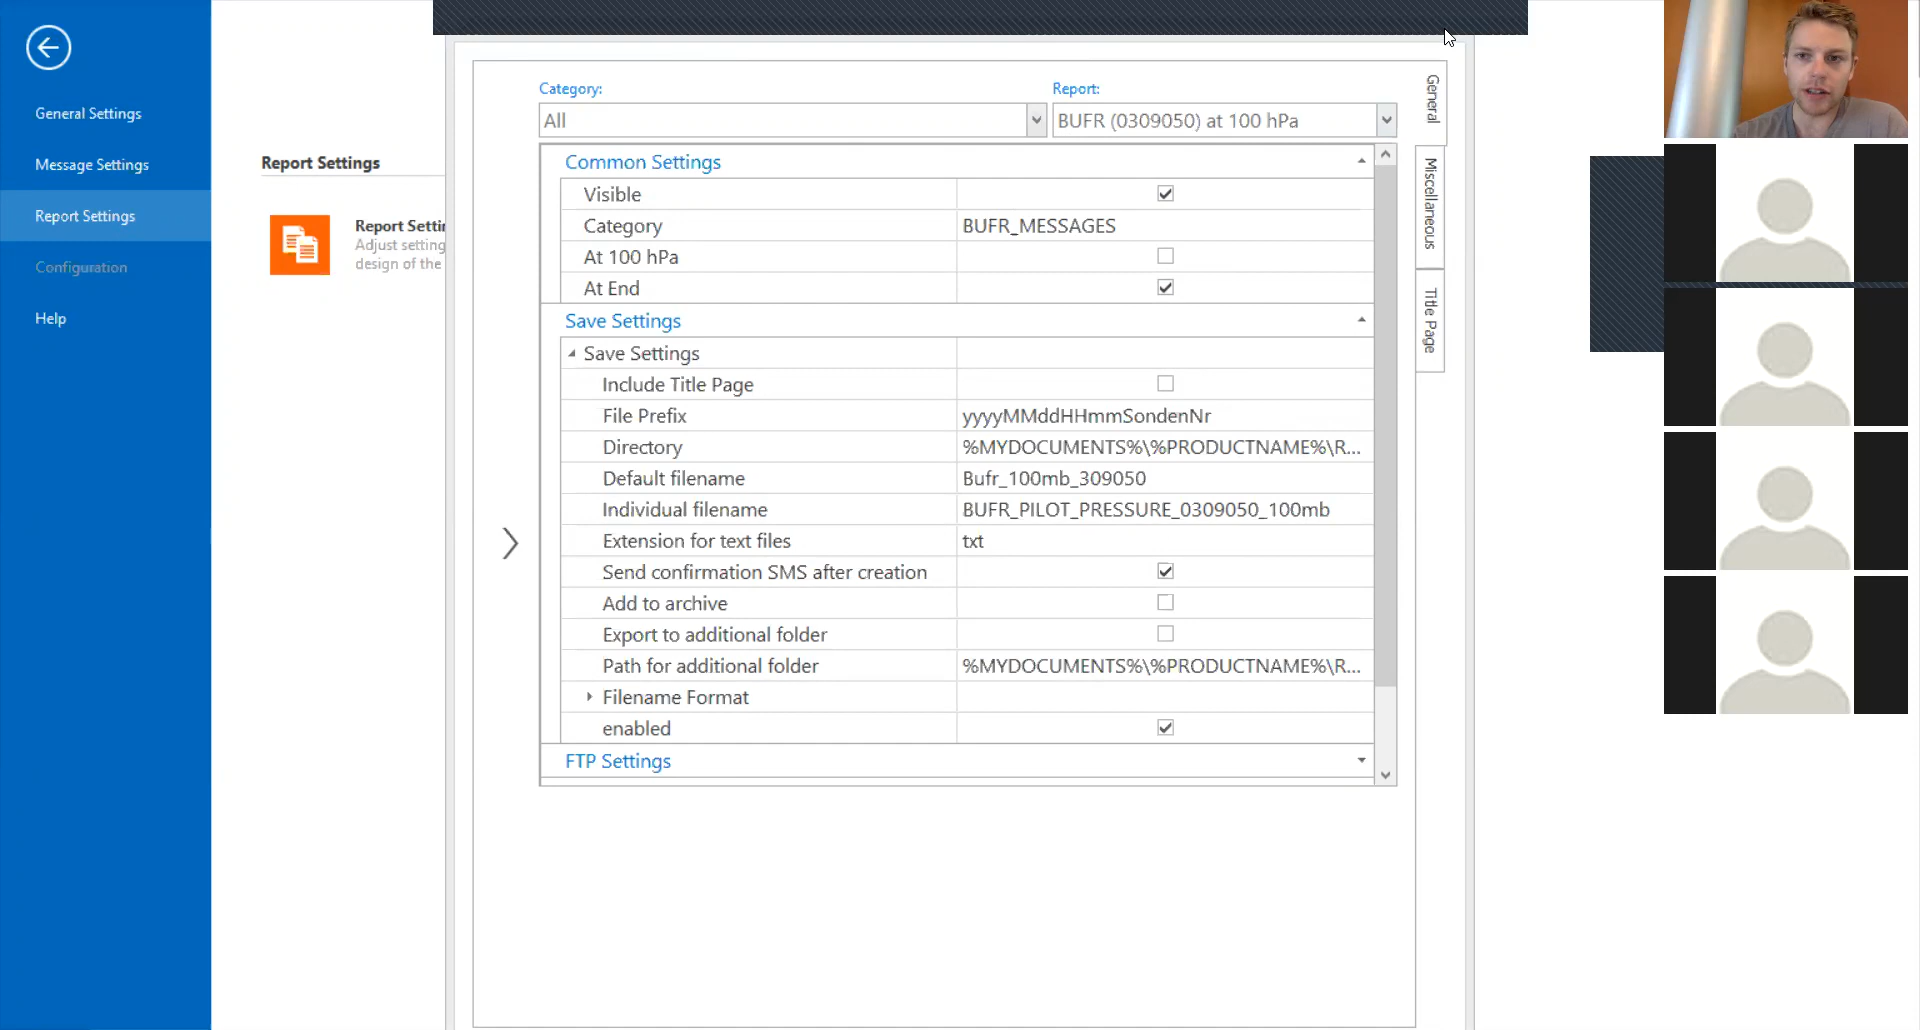 General Settings
Message Settings
Report Settings
Configuration
Help
Report Settings
Report Settin
Adjust setting
design of the
Category:
Report:
All
BUFR (0309050) at 100 hPa
Common Settings
Visible
Category BUFR_MESSAGES
At 100 hPa
At End
Save Settings
Save Settings
Include Title Page
File Prefix yyyyMMddHHmmSondenNr
Directory %MYDOCUMENTS%\%PRODUCTNAME%\R...
Default filename Bufr_100mb_309050
Individual filename BUFR_PILOT_PRESSURE_0309050_100mb
Extension for text files txt
Send confirmation SMS after creation
Add to archive
Export to additional folder
Path for additional folder %MYDOCUMENTS%\%PRODUCTNAME%\R...
Filename Format
enabled
FTP Settings
General
Miscellaneous
Title Page